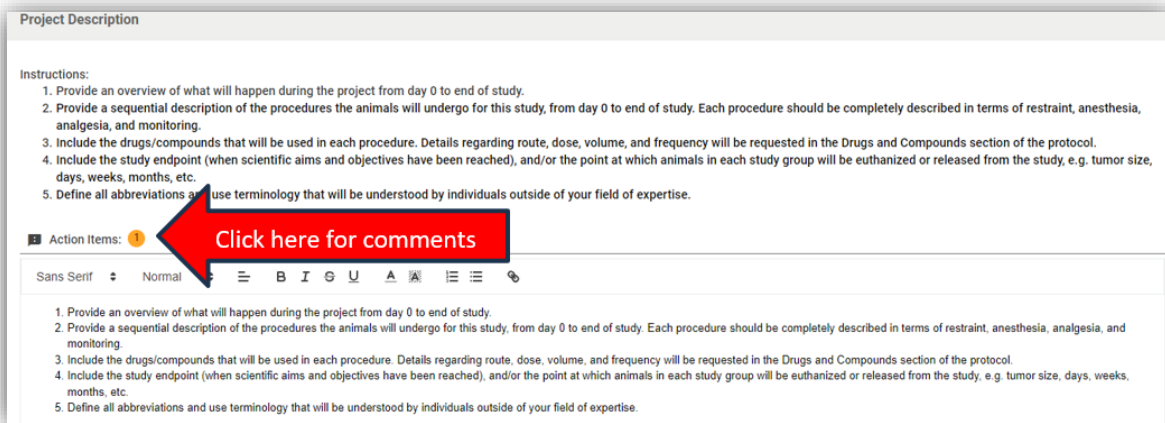 Project Description
Instructions:
1. Provide an overview of what will happen during the project from day 0 to end of study.
2. Provide a sequential description of the procedures the animals will undergo for this study, from day 0 to end of study. Each procedure should be completely described in terms of restraint, anesthesia,
analgesia, and monitoring.
3. Include the drugs/compounds that will be used in each procedure. Details regarding route, dose, volume, and frequency will be requested in the Drugs and Compounds section of the protocol.
4. Include the study endpoint (when scientific aims and objectives have been reached), and/or the point at which animals in each study group will be euthanized or released from the study, e.g. tumor size,
days, weeks, months, etc.
5. Define all abbreviations and use terminology that will be understood by individuals outside of your field of expertise.
Action Items: 1
Click here for comments
Sans Serif Normal B I S U A A
1. Provide an overview of what will happen during the project from day 0 to end of study.
2. Provide a sequential description of the procedures the animals will undergo for this study, from day 0 to end of study. Each procedure should be completely described in terms of restraint, anesthesia, analgesia, and
monitoring.
3. Include the drugs/compounds that will be used in each procedure. Details regarding route, dose, volume, and frequency will be requested in the Drugs and Compounds section of the protocol.
4. Include the study endpoint (when scientific aims and objectives have been reached), and/or the point at which animals in each study group will be euthanized or released from the study, e.g. tumor size, days, weeks,
months, etc.
5. Define all abbreviations and use terminology that will be understood by individuals outside of your field of expertise.